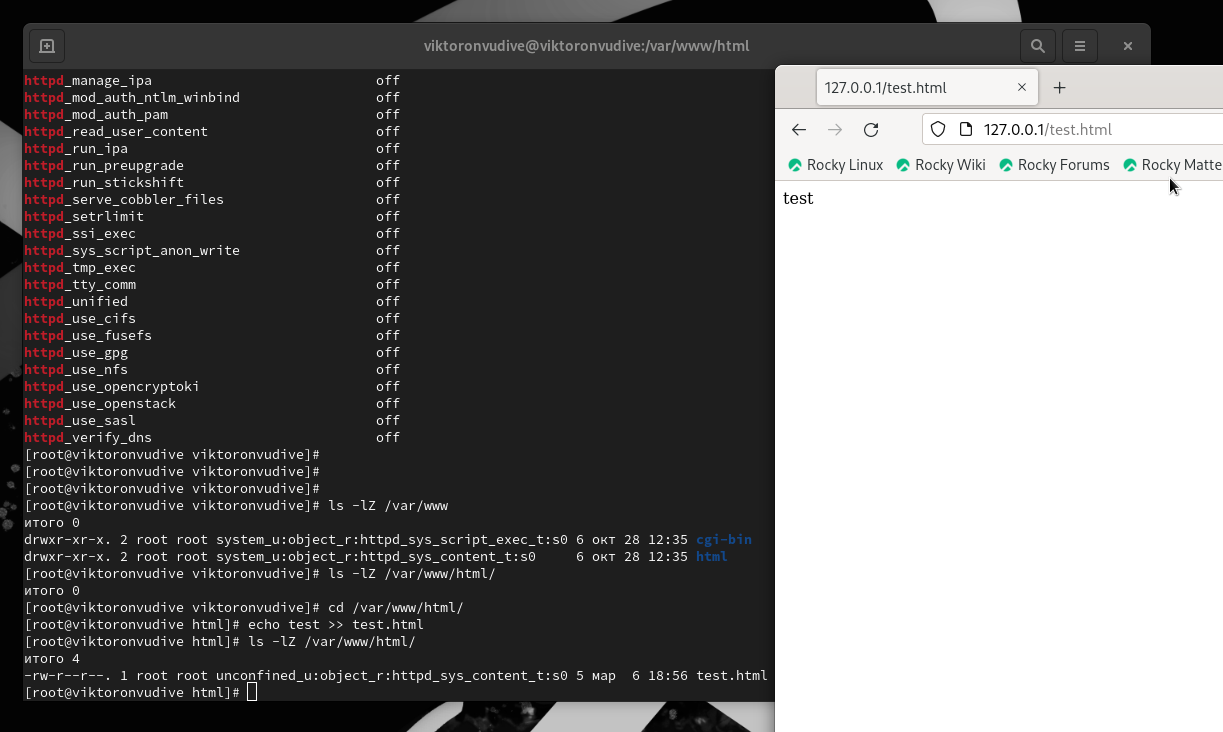 viktoronvudive@viktoronvudive:/var/www/html
httpd_manage_ipa off
httpd_mod_auth_ntlm_winbind off
httpd_mod_auth_pam off
httpd_read_user_content off
httpd_run_ipa off
httpd_run_preupgrade off
httpd_run_stickshift off
httpd_serve_cobbler_files off
httpd_setrlimit off
httpd_ssi_exec off
httpd_sys_script_anon_write off
httpd_tmp_exec off
httpd_tty_comm off
httpd_unified off
httpd_use_cifs off
httpd_use_fusefs off
httpd_use_gpg off
httpd_use_nfs off
httpd_use_opencryptoki off
httpd_use_openstack off
httpd_use_sasl off
httpd_verify_dns off
[root@viktoronvudive viktoronvudive]#
[root@viktoronvudive viktoronvudive]#
[root@viktoronvudive viktoronvudive]#
[root@viktoronvudive viktoronvudive]# ls -lZ /var/www
итого 0
drwxr-xr-x. 2 root root system_u:object_r:httpd_sys_script_exec_t:s0 6 окт 28 12:35 cgi-bin
drwxr-xr-x. 2 root root system_u:object_r:httpd_sys_content_t:s0 6 окт 28 12:35 html
[root@viktoronvudive viktoronvudive]# ls -lZ /var/www/html/
итого 0
[root@viktoronvudive viktoronvudive]# cd /var/www/html/
[root@viktoronvudive html]# echo test >> test.html
[root@viktoronvudive html]# ls -lZ /var/www/html/
итого 4
-rw-r--r--. 1 root root unconfined_u:object_r:httpd_sys_content_t:s0 5 мар 6 18:56 test.html
[root@viktoronvudive html]#
127.0.0.1/test.html
127.0.0.1/test.html
Rocky Linux Rocky Wiki Rocky Forums Rocky Matte
test